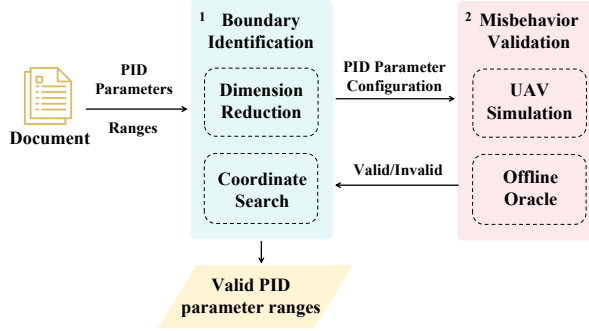 Document
PID
Parameters
Ranges
1
Boundary
Identification
Dimension
Reduction
Coordinate
Search
PID Parameter
Configuration
Valid/Invalid
2
Misbehavior
Validation
UAV
Simulation
Offline
Oracle
Valid PID
parameter ranges